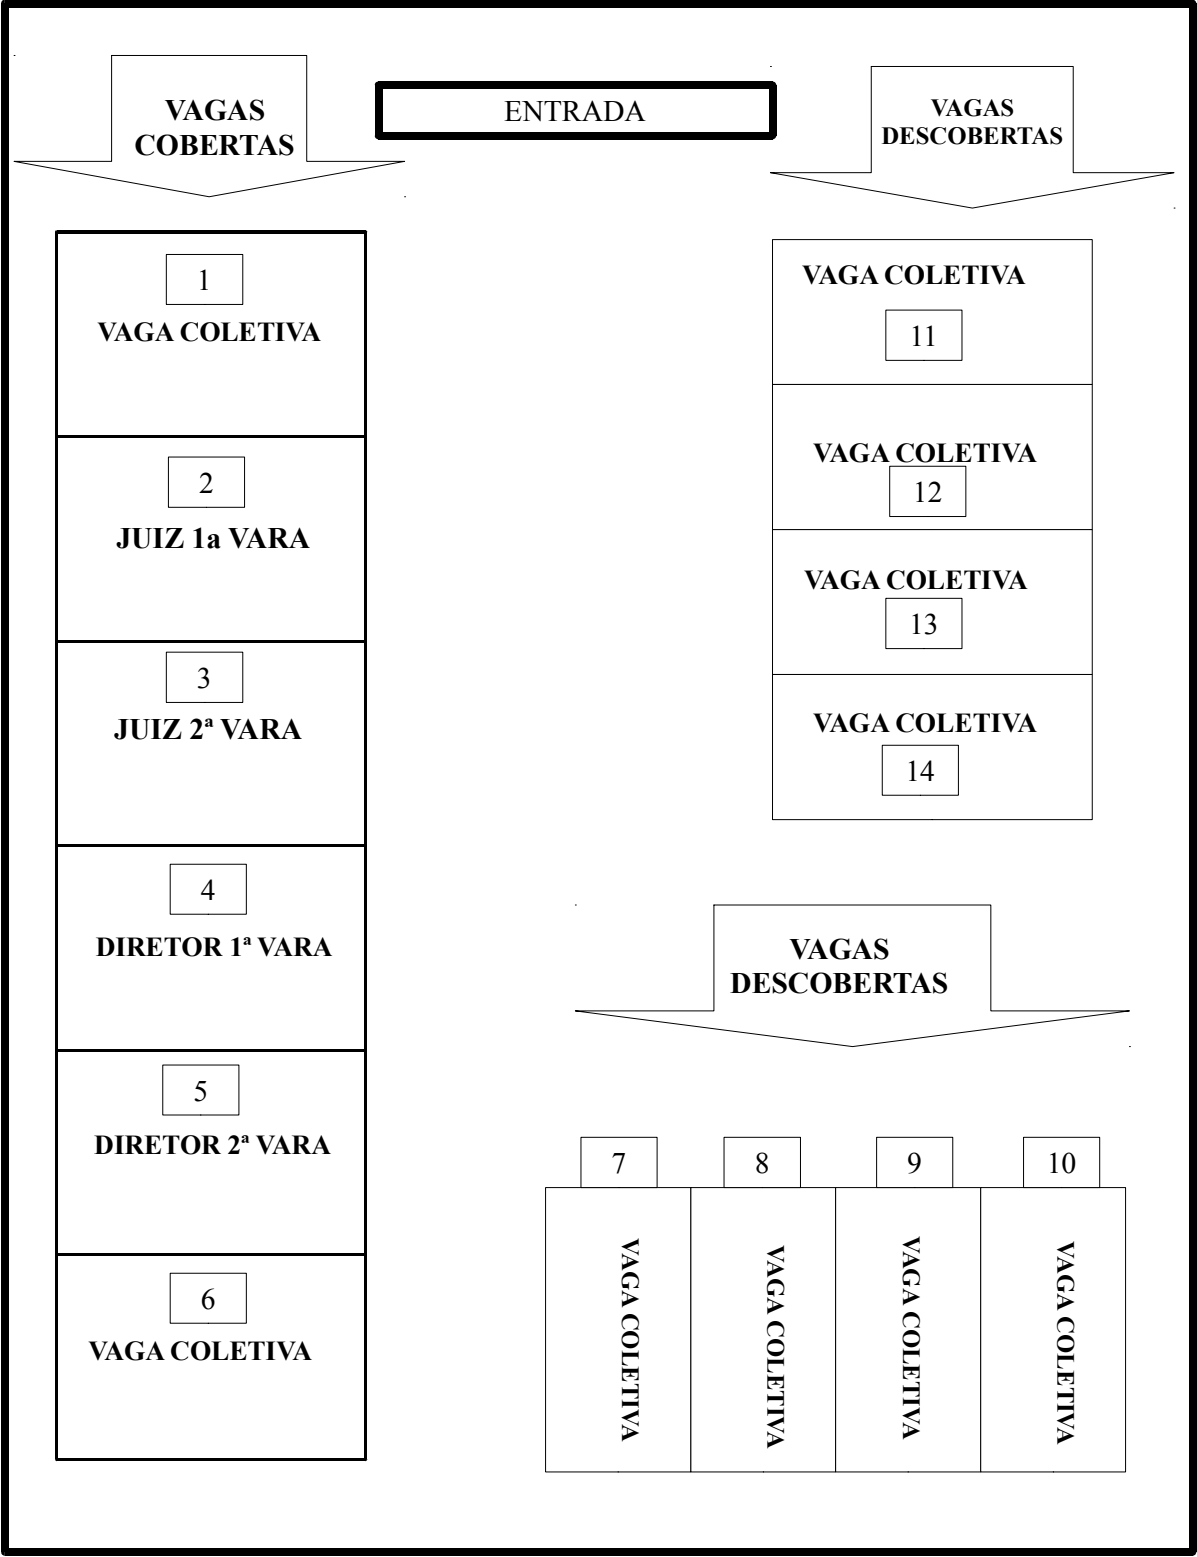 VAGAS
COBERTAS
ENTRADA
VAGAS
DESCOBERTAS
1
VAGA COLETIVA
2
JUIZ 1a VARA
3
JUIZ 2ª VARA
4
DIRETOR 1ª VARA
5
DIRETOR 2ª VARA
6
VAGA COLETIVA
VAGA COLETIVA
11
VAGA COLETIVA
12
VAGA COLETIVA
13
VAGA COLETIVA
14
VAGAS
DESCOBERTAS
7
VAGA COLETIVA
8
VAGA COLETIVA
9
VAGA COLETIVA
10
VAGA COLETIVA